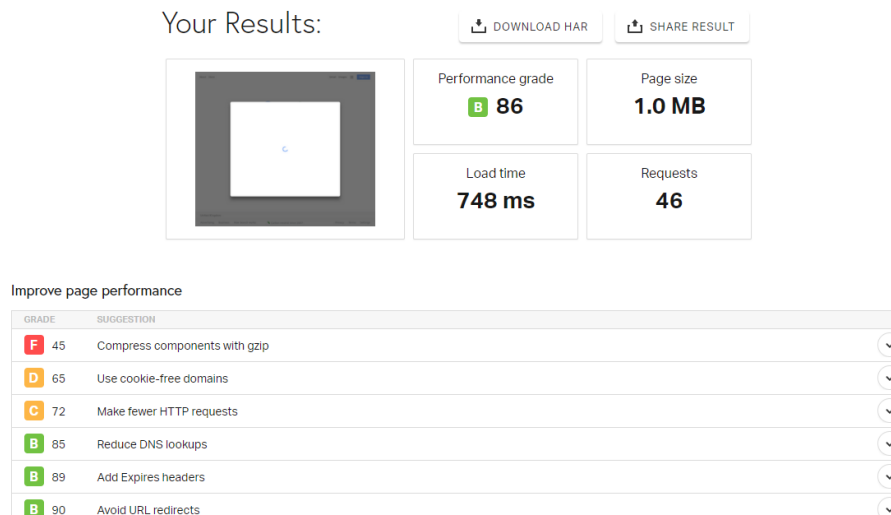 Your Results:
DOWNLOAD HAR
SHARE RESULT
Performance grade
B 86
Page size
1.0 MB
Load time
748 ms
Requests
46
Improve page performance
GRADE SUGGESTION
F 45 Compress components with gzip
D 65 Use cookie-free domains
C 72 Make fewer HTTP requests
B 85 Reduce DNS lookups
B 89 Add Expires headers
B 90 Avoid URL redirects